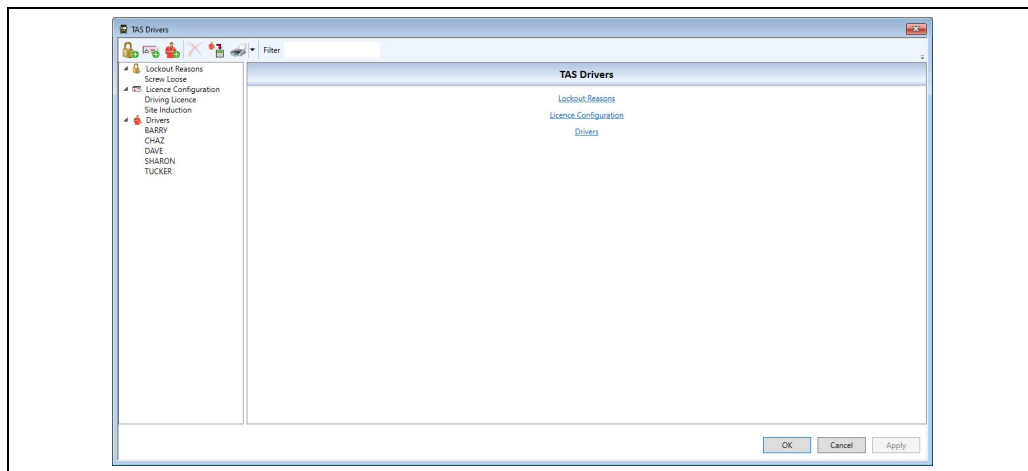 TAS Drivers
Filter
Lockout Reasons
Screw Loose
Licence Configuration
Driving Licence
Site Induction
Drivers
BARRY
CHAZ
DAVE
SHARON
TUCKER
TAS Drivers
Lockout Reasons
Licence Configuration
Drivers
OK Cancel Apply